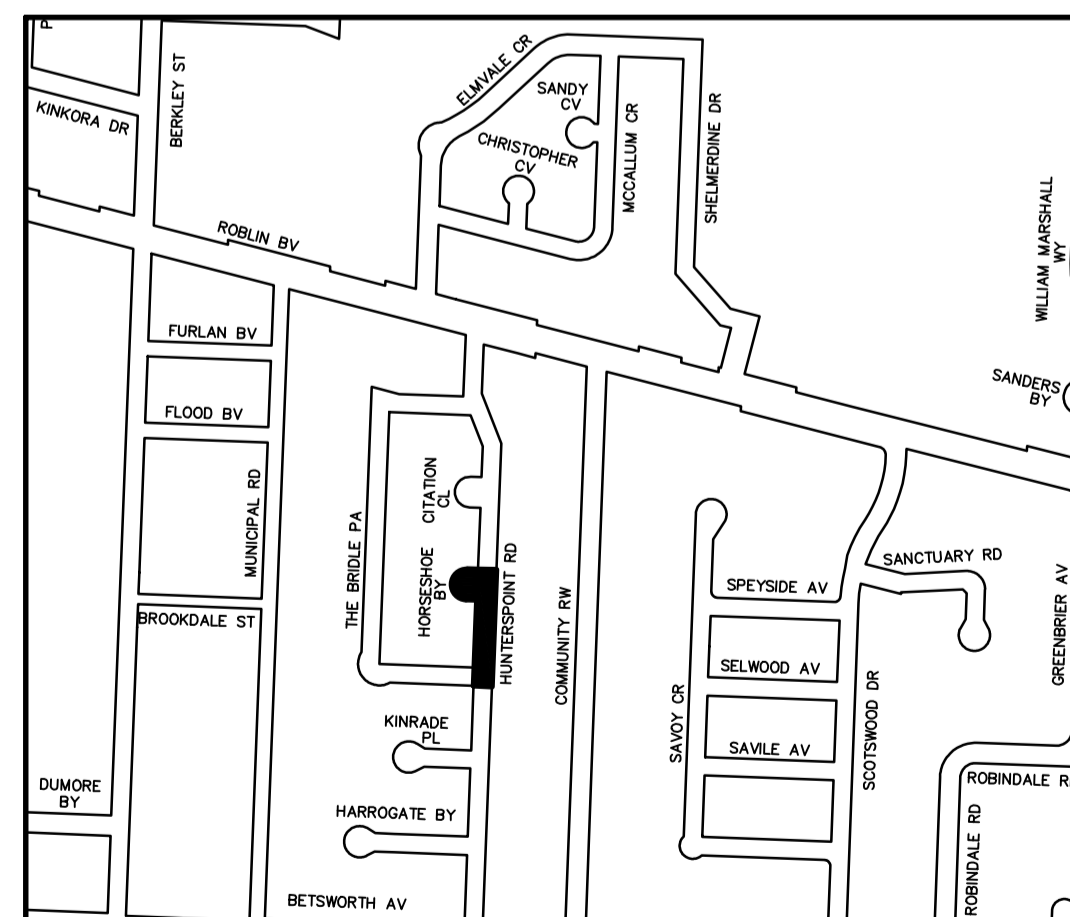 P
KINKORA DR
BERKLEY ST
ELMVALE CR
SANDY
CV
CHRISTOPHER
CV
MCCALLUM CR
SHELMERDINE DR
WILLIAM MARSHALL
WY
ROBLIN BV
FURLAN BV
FLOOD BV
SANDERS
BY
MUNICIPAL RD
CITATION
CL
THE BRIDLE PA
HORSESHOE
BY
HUNTERSPOINT RD
COMMUNITY RW
SPEYSIDE AV
SANCTUARY RD
GREENBRIER AV
BROOKDALE ST
SELWOOD AV
SAVOY CR
SAVILE AV
SCOTSWOOD DR
KINRADE
PL
DUMORE
BY
HARROGATE BY
ROBINDALE R
ROBINDALE RD
BETSWORTH AV